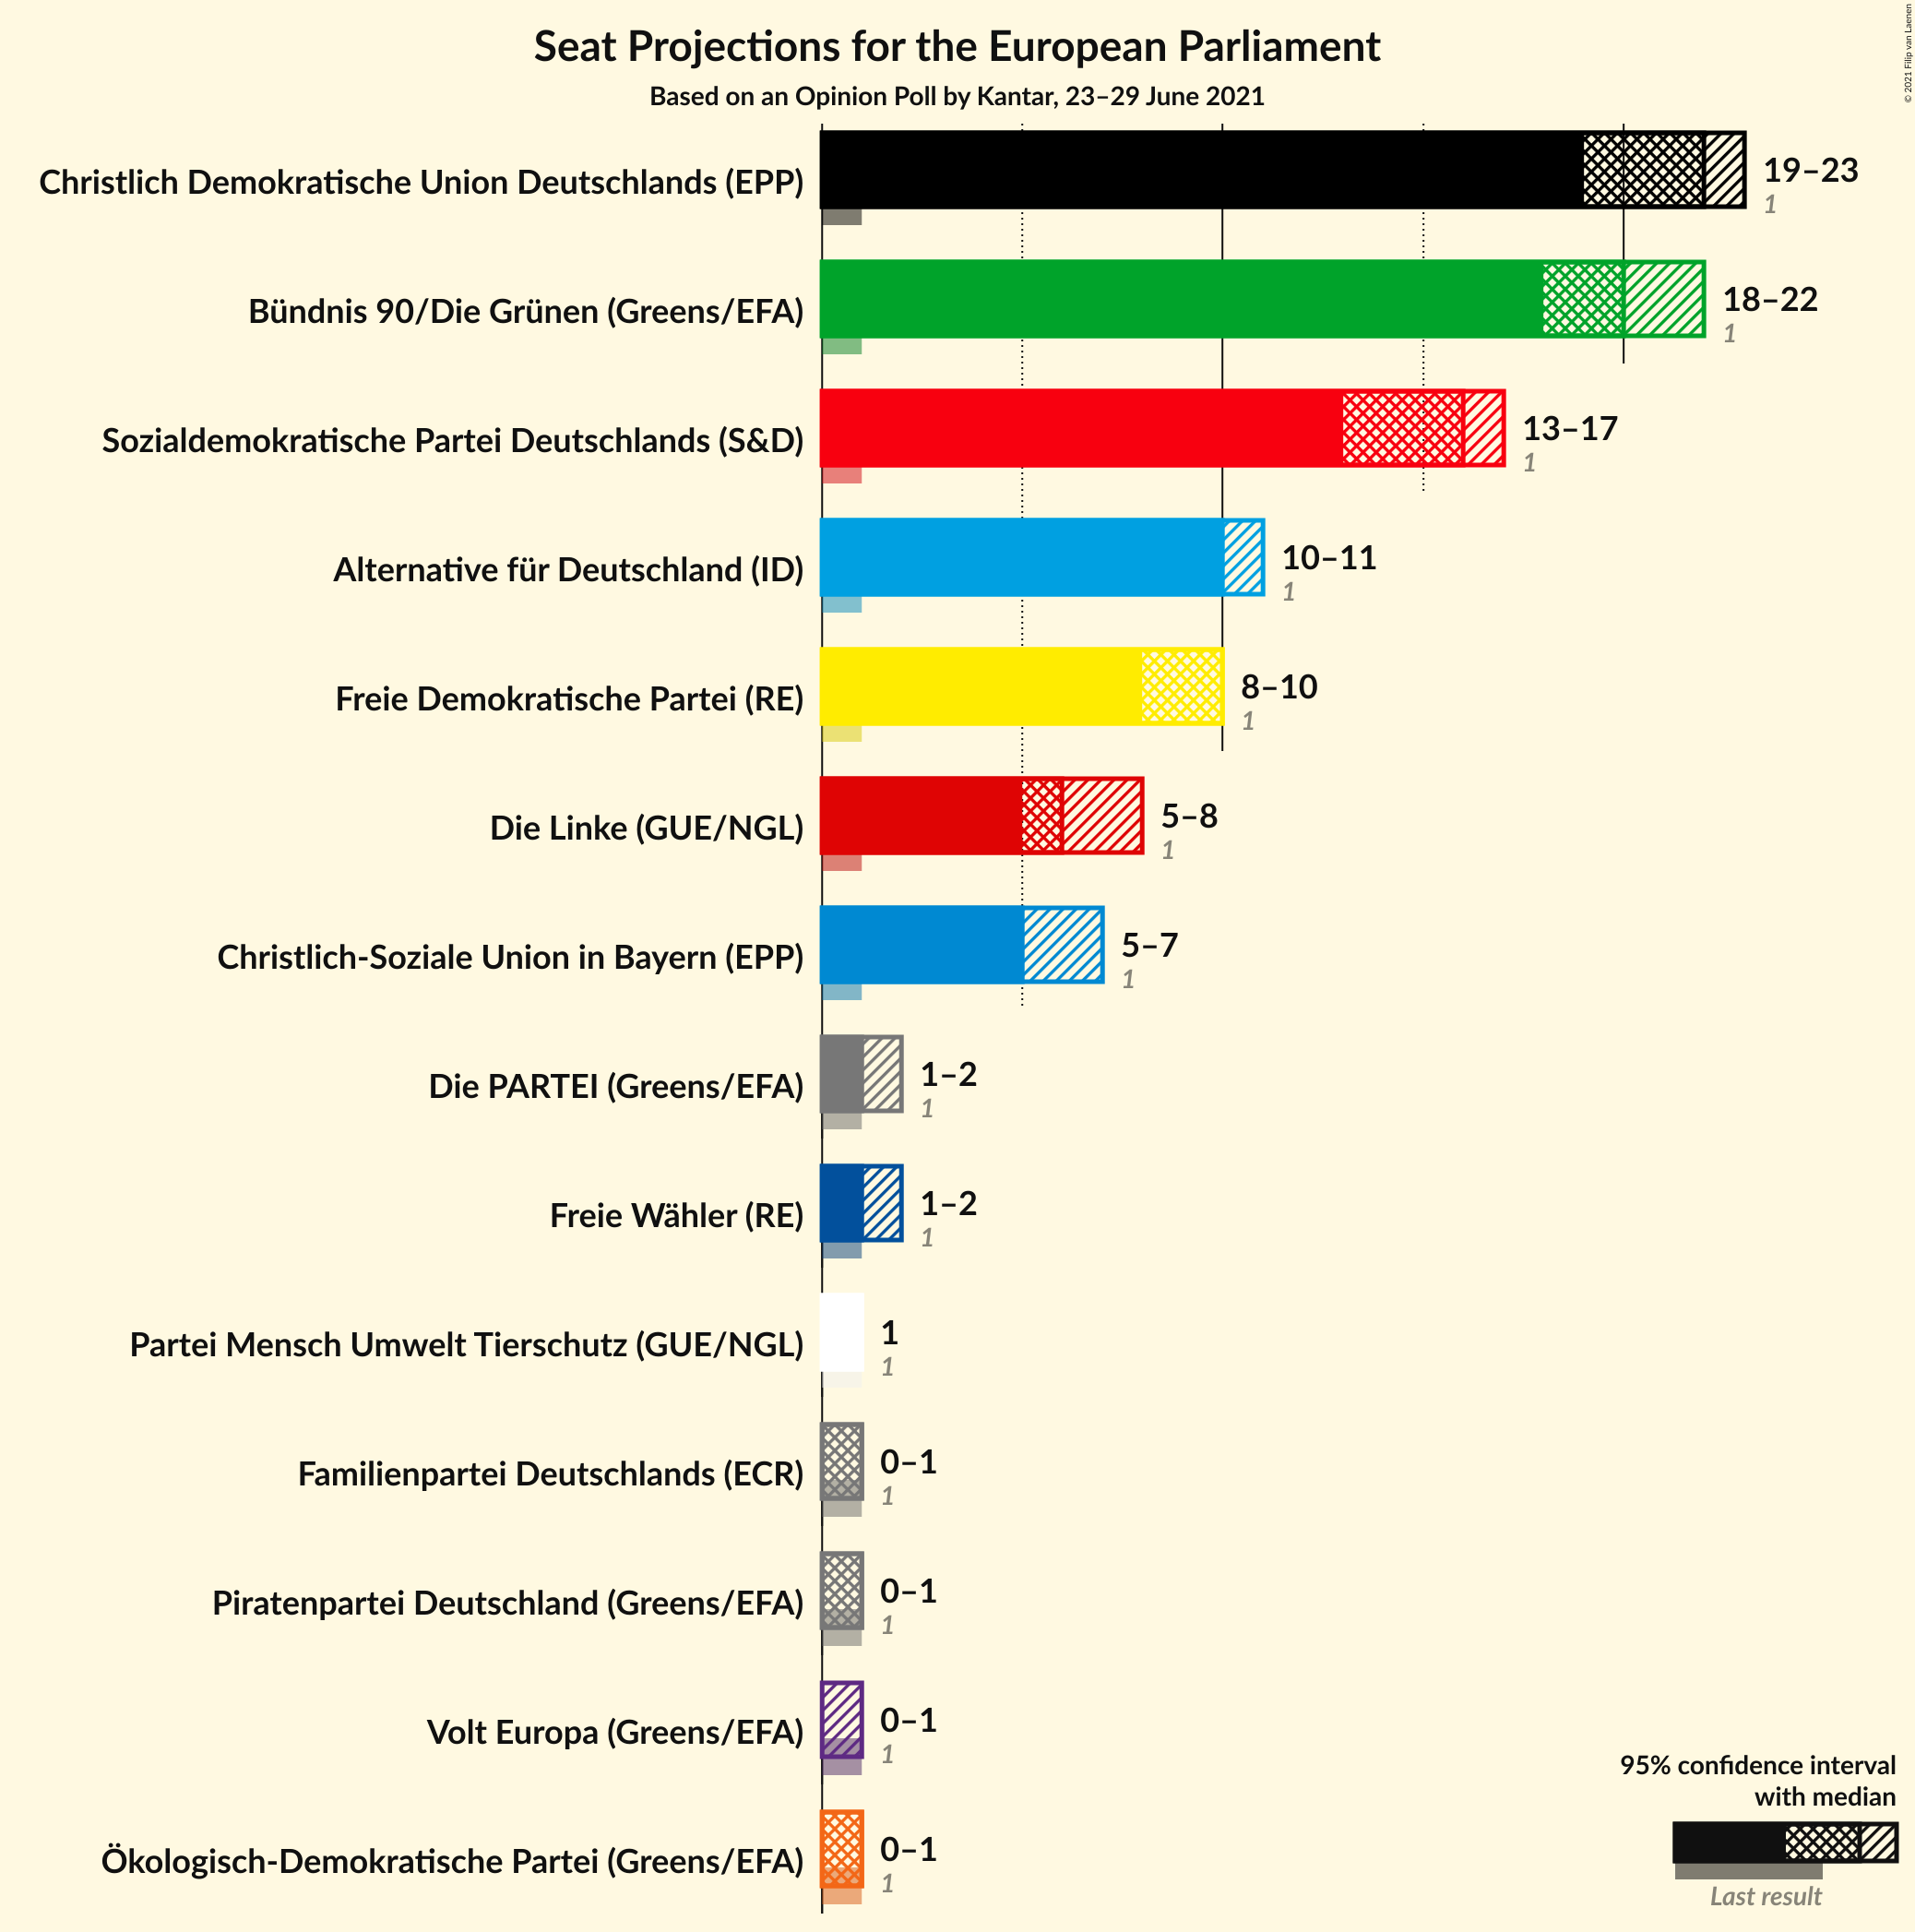 Seat Projections for the European Parliament
Based on an Opinion Poll by Kantar, 23–29 June 2021
© 2021 Filip van Laenen
Christlich Demokratische Union Deutschlands (EPP)
19–23
1
Bündnis 90/Die Grünen (Greens/EFA)
18–22
1
Sozialdemokratische Partei Deutschlands (S&D)
13–17
1
Alternative für Deutschland (ID)
10–11
1
Freie Demokratische Partei (RE)
8–10
1
Die Linke (GUE/NGL)
5–8
1
Christlich-Soziale Union in Bayern (EPP)
5–7
1
Die PARTEI (Greens/EFA)
1–2
1
Freie Wähler (RE)
1–2
1
Partei Mensch Umwelt Tierschutz (GUE/NGL)
1
1
Familienpartei Deutschlands (ECR)
0–1
1
Piratenpartei Deutschland (Greens/EFA)
0–1
1
Volt Europa (Greens/EFA)
0–1
1
Ökologisch-Demokratische Partei (Greens/EFA)
0–1
1
95% confidence interval
with median
Last result